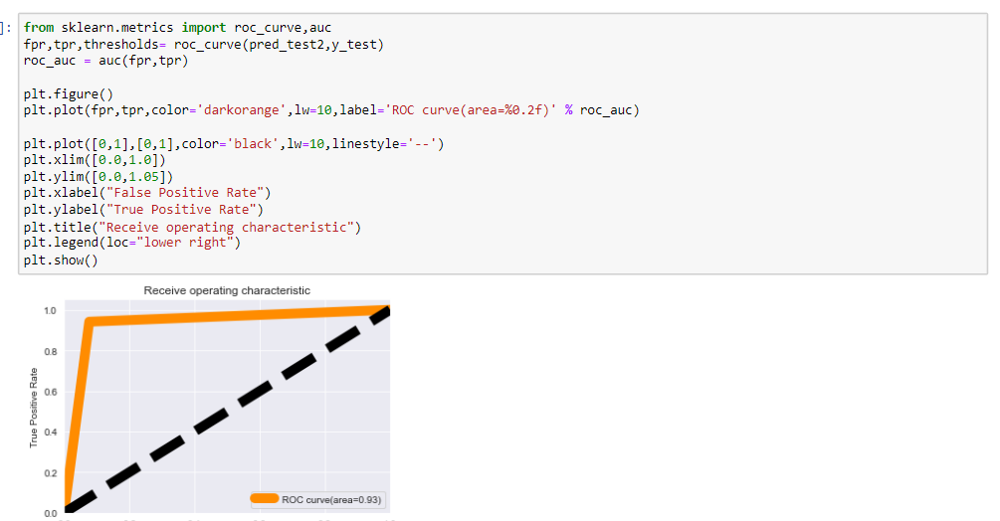 ]: from sklearn.metrics import roc_curve,auc
fpr,tpr,thresholds= roc_curve(pred_test2,y_test)
roc_auc = auc(fpr,tpr)
plt.figure()
plt.plot(fpr,tpr,color='darkorange',lw=10,label='ROC curve(area=%0.2f)' % roc_auc)
plt.plot([0,1],[0,1],color='black',lw=10,linestyle='--')
plt.xlim([0.0,1.0])
plt.ylim([0.0,1.05])
plt.xlabel("False Positive Rate")
plt.ylabel("True Positive Rate")
plt.title("Receive operating characteristic")
plt.legend(loc="lower right")
plt.show()
Receive operating characteristic
1.0
0.8
0.6
0.4
0.2
0.0
True Positive Rate
ROC curve(area=0.93)